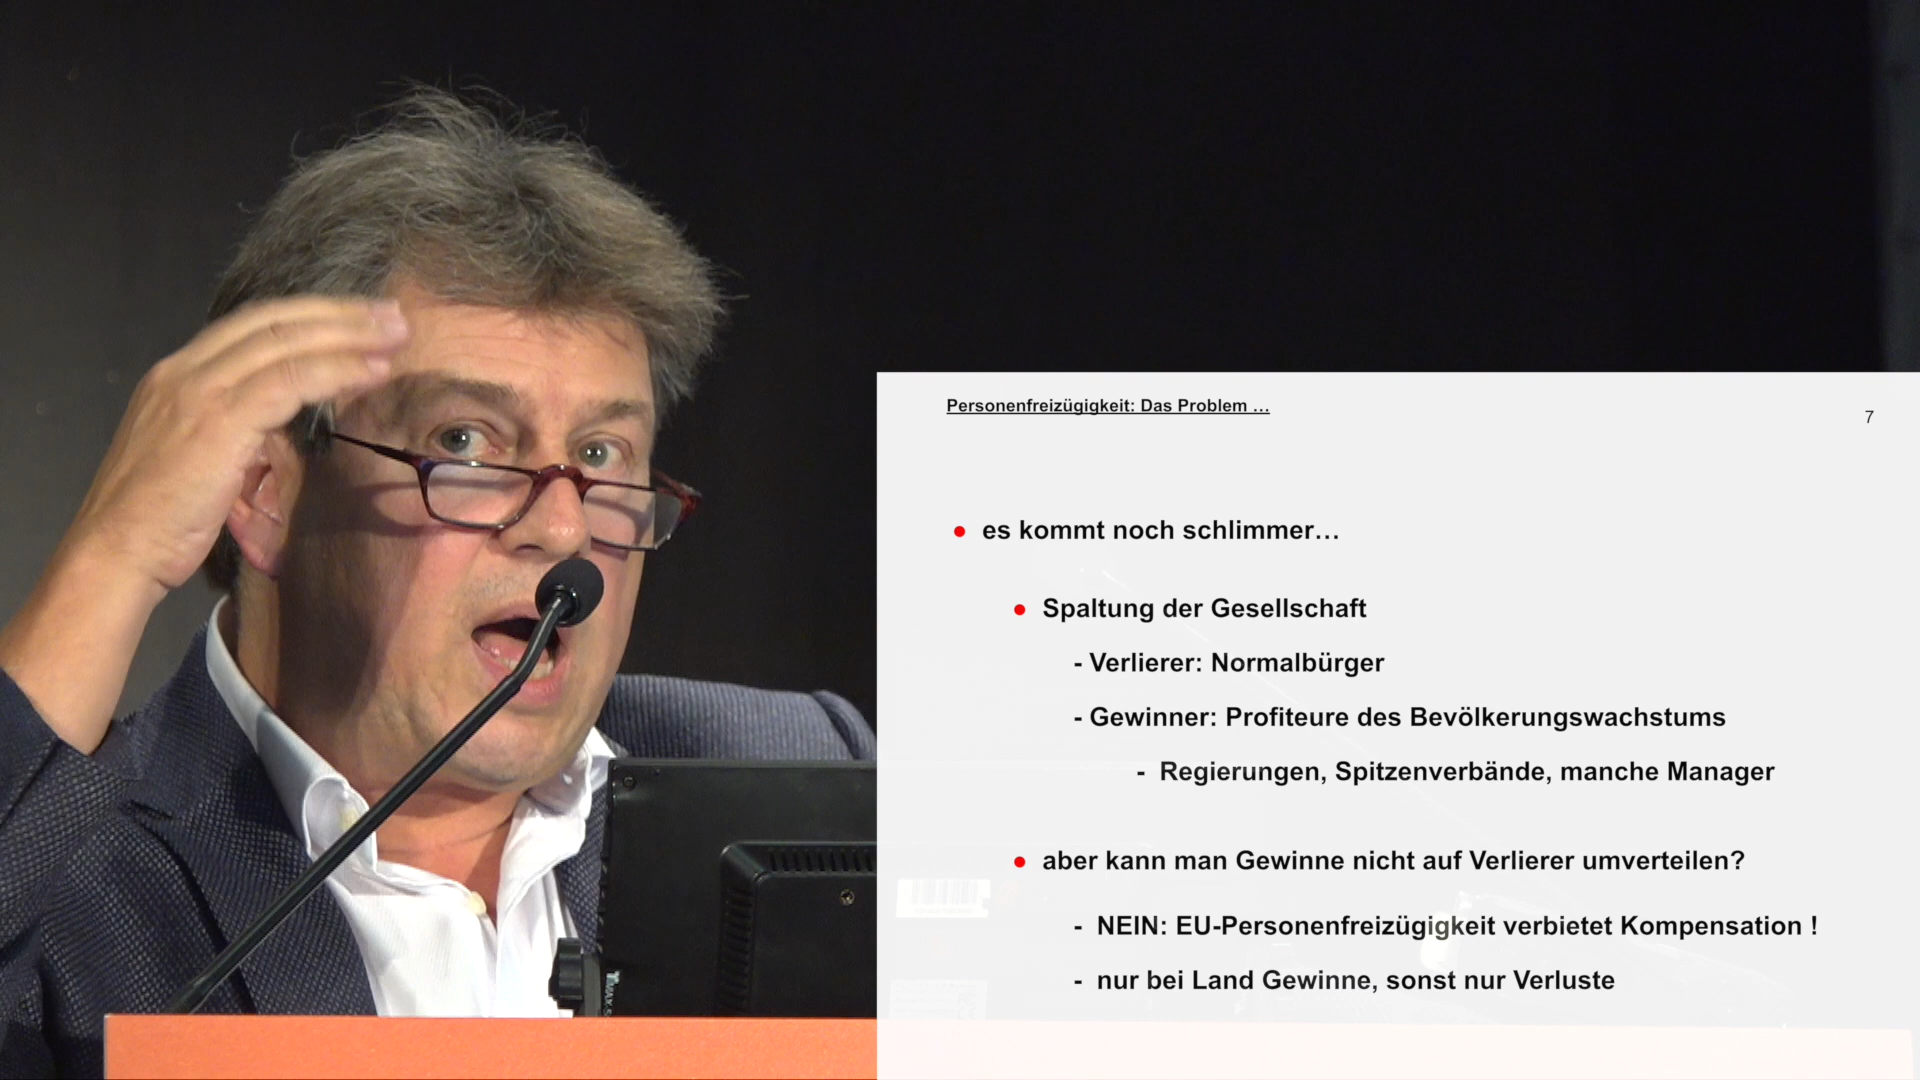 Personenfreizügigkeit: Das Problem …
7
● es kommt noch schlimmer…
● Spaltung der Gesellschaft
- Verlierer: Normalbürger
- Gewinner: Profiteure des Bevölkerungswachstums
- Regierungen, Spitzenverbände, manche Manager
● aber kann man Gewinne nicht auf Verlierer umverteilen?
- NEIN: EU-Personenfreizügigkeit verbietet Kompensation !
- nur bei Land Gewinne, sonst nur Verluste